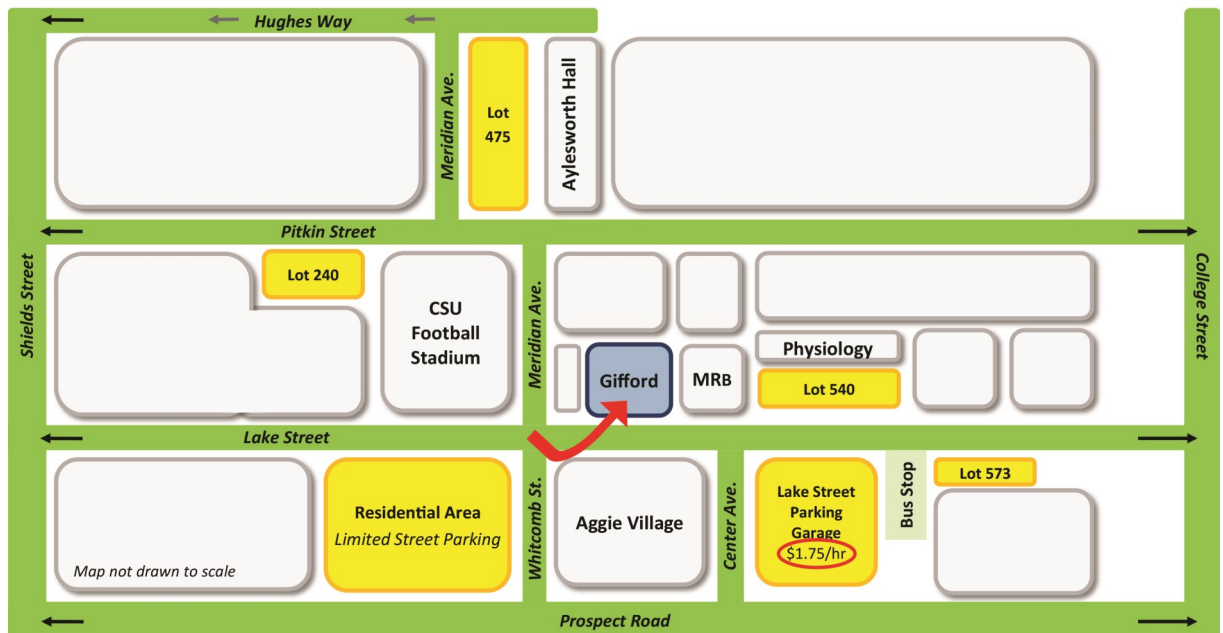 Hughes Way
Meridian Ave.
Lot
475
Aylesworth Hall
Pitkin Street
Shields Street
College Street
Lot 240
CSU
Football
Stadium
Meridian Ave.
Gifford
MRB
Physiology
Lot 540
Lake Street
Residential Area
Limited Street Parking
Map not drawn to scale
Whitcomb St.
Aggie Village
Center Ave.
Lake Street
Parking
Garage
$1.75/hr
Bus Stop
Lot 573
Prospect Road